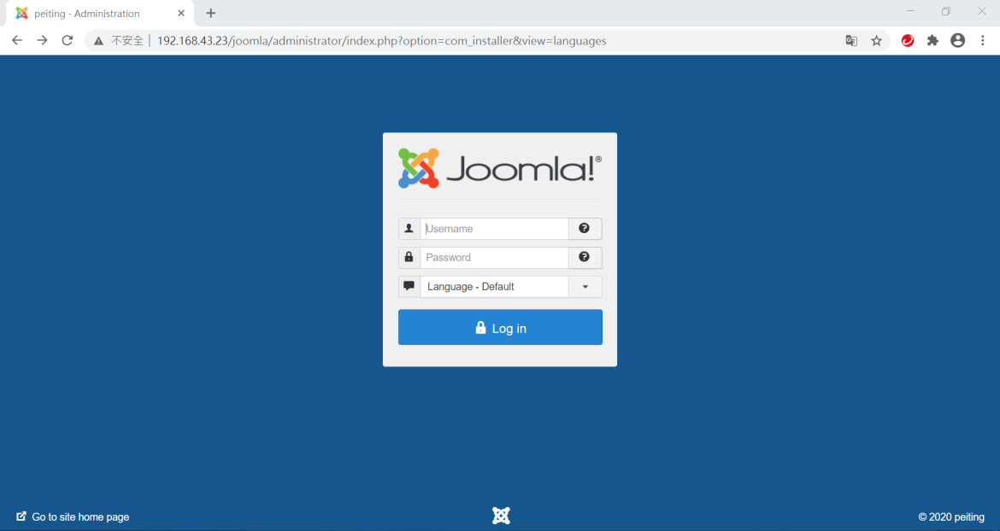 peiting - Administration
不安全 192.168.43.23/joomla/administrator/index.php?option=com_installer&view=languages
Joomla!®
Username
Password
Language - Default
Log in
Go to site home page
© 2020 peiting